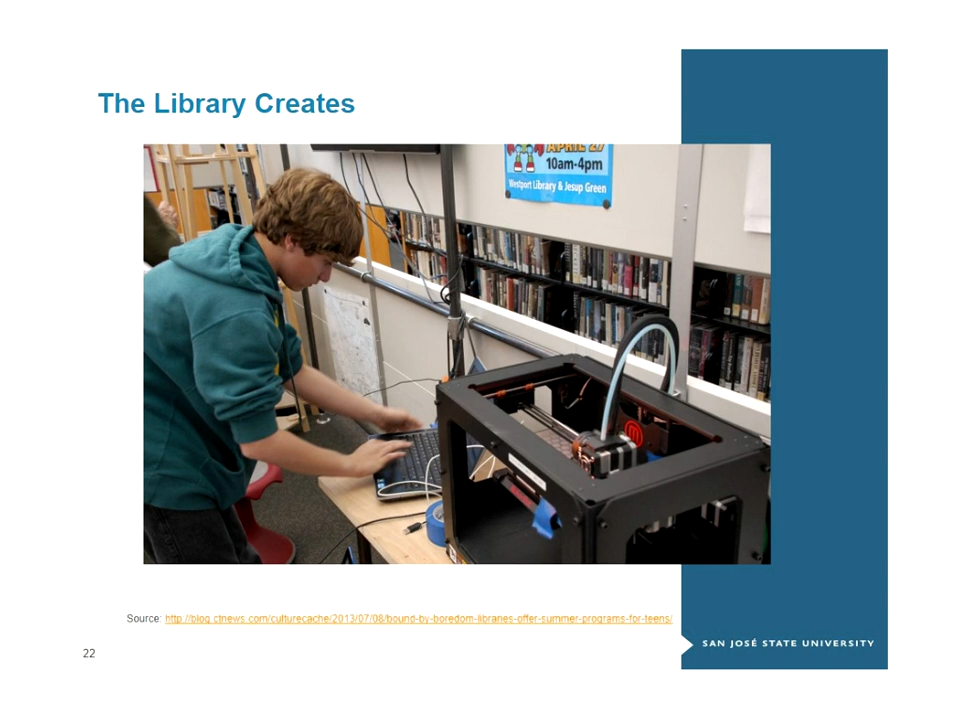 The Library Creates
APRIL 27
10am-4pm
Westport Library & Jesup Green
Source: http://blog.ctnews.com/culturecache/2013/07/08/bound-by-boredom-libraries-offer-summer-programs-for-teens/
22
SAN JOSÉ STATE UNIVERSITY